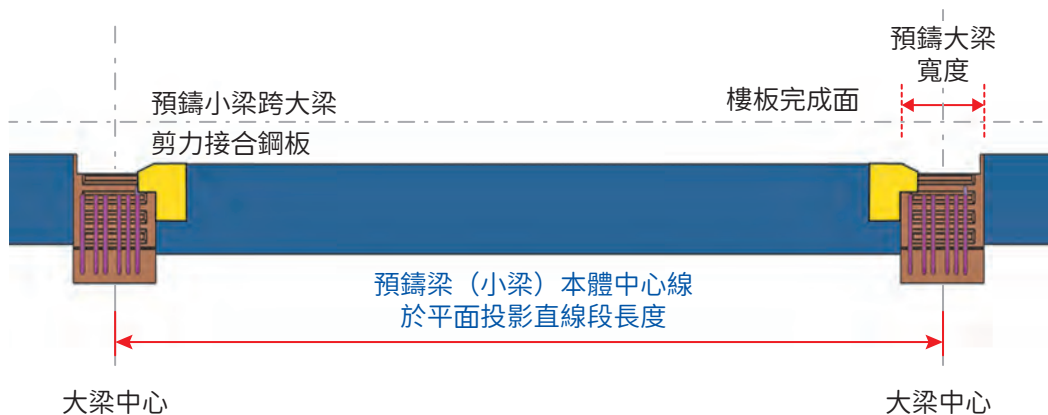 預鑄大梁
寬度
預鑄小梁跨大梁
樓板完成面
剪力接合鋼板
預鑄梁（小梁）本體中心線
於平面投影直線段長度
大梁中心
大梁中心